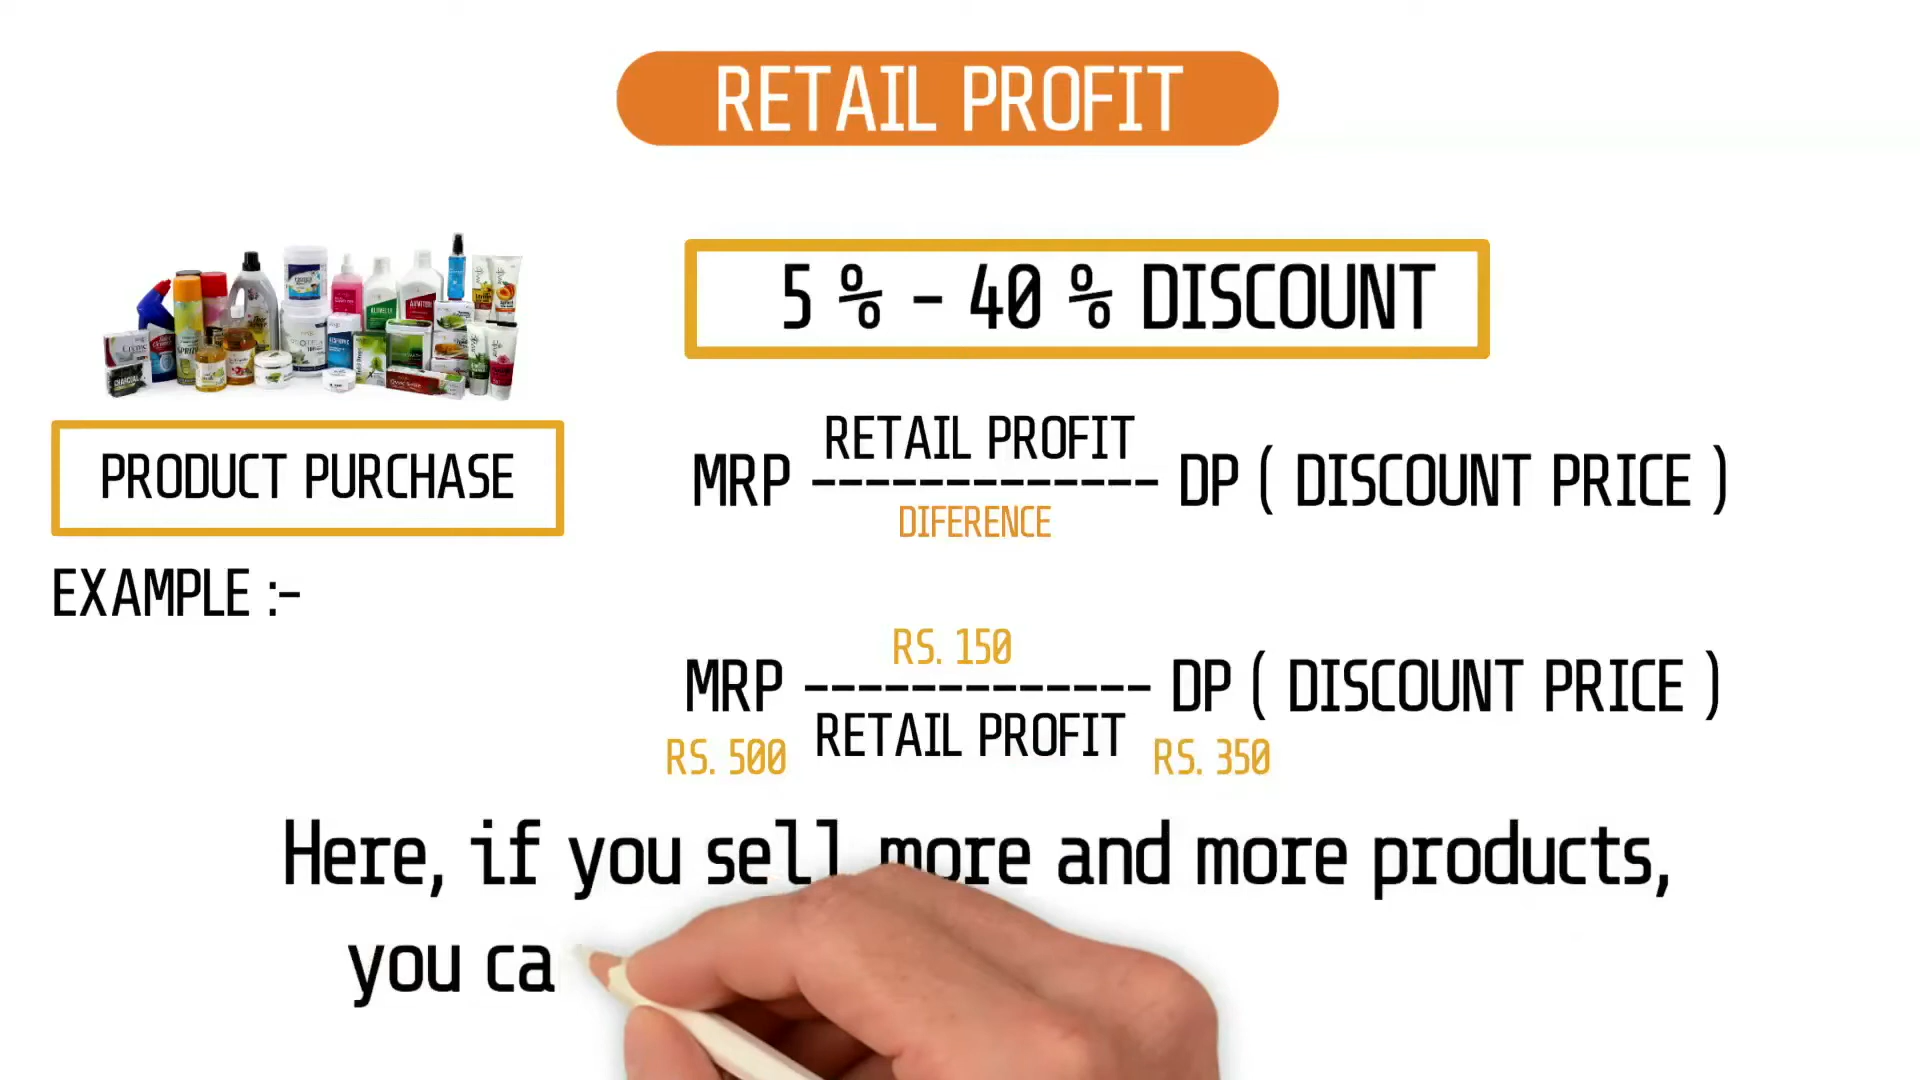 RETAIL PROFIT
5 % - 40 % DISCOUNT
PRODUCT PURCHASE
RETAIL PROFIT
MRP ------------- DP ( DISCOUNT PRICE )
DIFERENCE
EXAMPLE :-
RS. 150
MRP ------------- DP ( DISCOUNT PRICE )
RETAIL PROFIT
RS. 500 RS. 350
Here, if you sell more and more products,
you ca